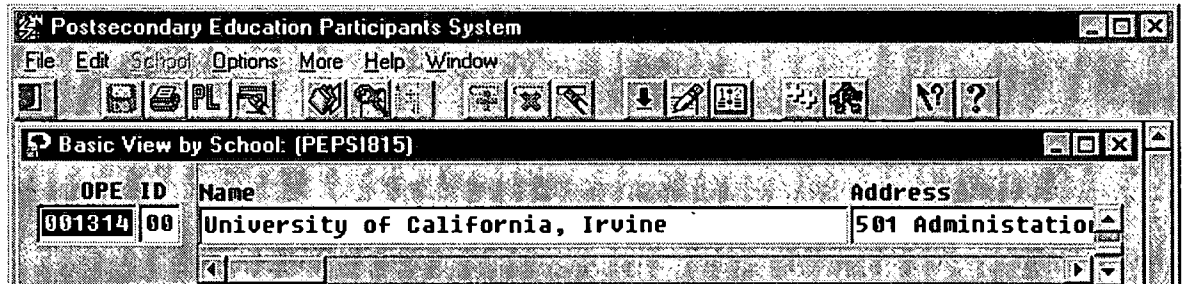 Postsecondary Education Participants System
File Edit School Options More Help Window
PL
Basic View by School: (PEPSI815)
OPE ID Name Address
001314 00 University of California, Irvine 501 Administation